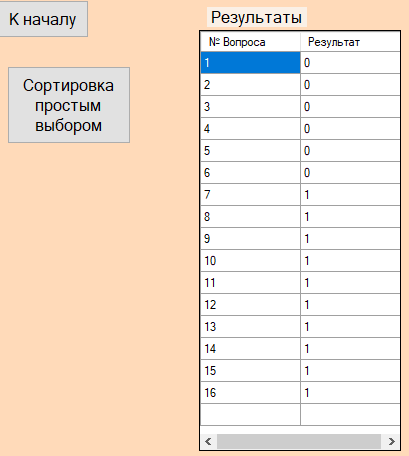 К началу
Результаты
Сортировка
простым
выбором
№ Вопроса Результат
1 0
2 0
3 0
4 0
5 0
6 0
7 1
8 1
9 1
10 1
11 1
12 1
13 1
14 1
15 1
16 1